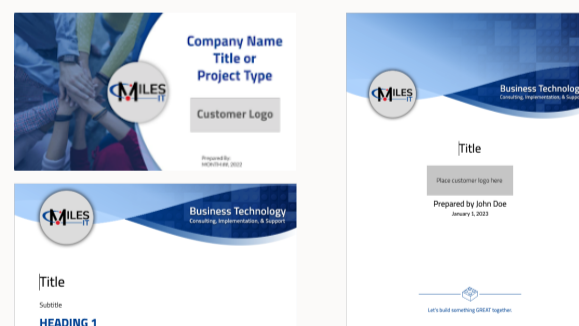 Company Name
Title or
Project Type
MILES
IT
Customer Logo
Prepared By:
MONTH ##, 2023
MILES
IT
Business Technology
Consulting, Implementation, & Support
Title
Subtitle
HEADING 1
MILES
IT
Business Technolog
Consulting, Implementation, & Suppo
Title
Place customer logo here
Prepared by John Doe
January 1, 2023
Let's build something GREAT together.